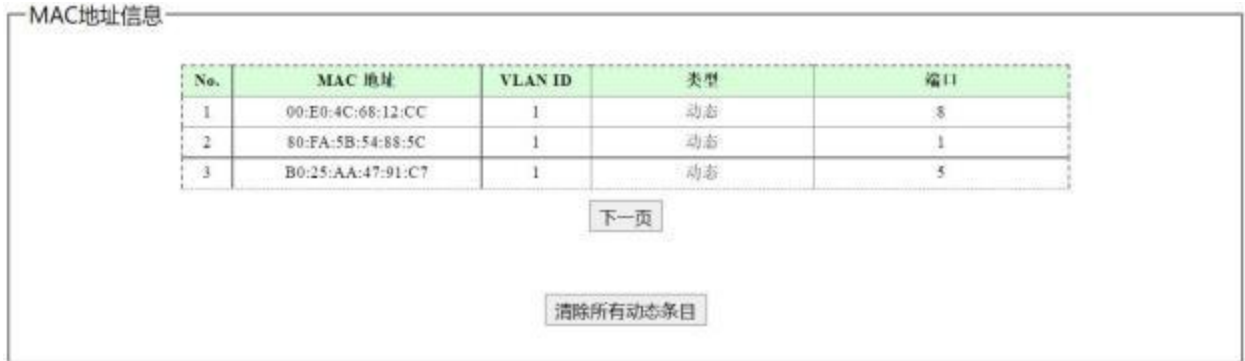 MAC地址信息
No. MAC 地址 VLAN ID 类型 端口
1 00:E0:4C:68:12:CC 1 动态 8
2 80:FA:5B:54:88:5C 1 动态 1
3 B0:25:AA:47:91:C7 1 动态 5
下一页
清除所有动态条目